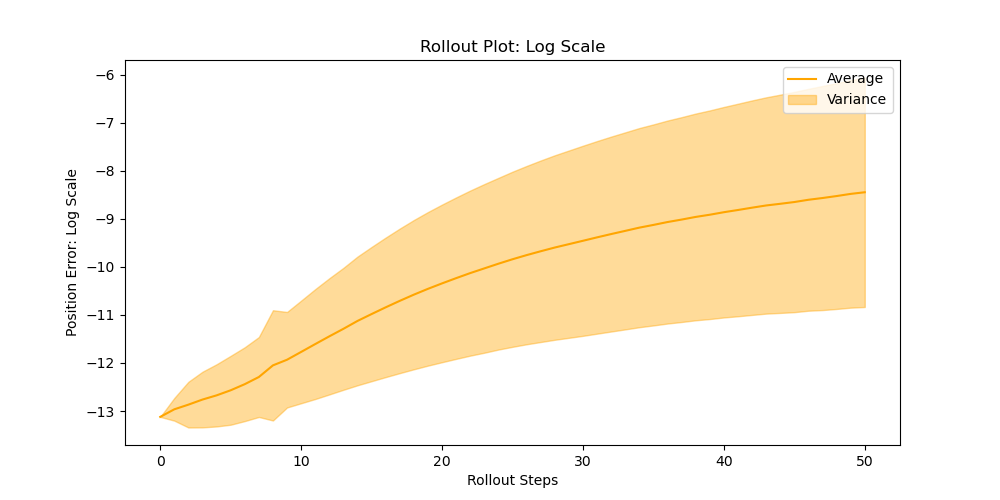 Rollout Plot: Log Scale
Average
Variance
Position Error: Log Scale
−6
−7
−8
−9
−10
−11
−12
−13
0 10 20 30 40 50
Rollout Steps